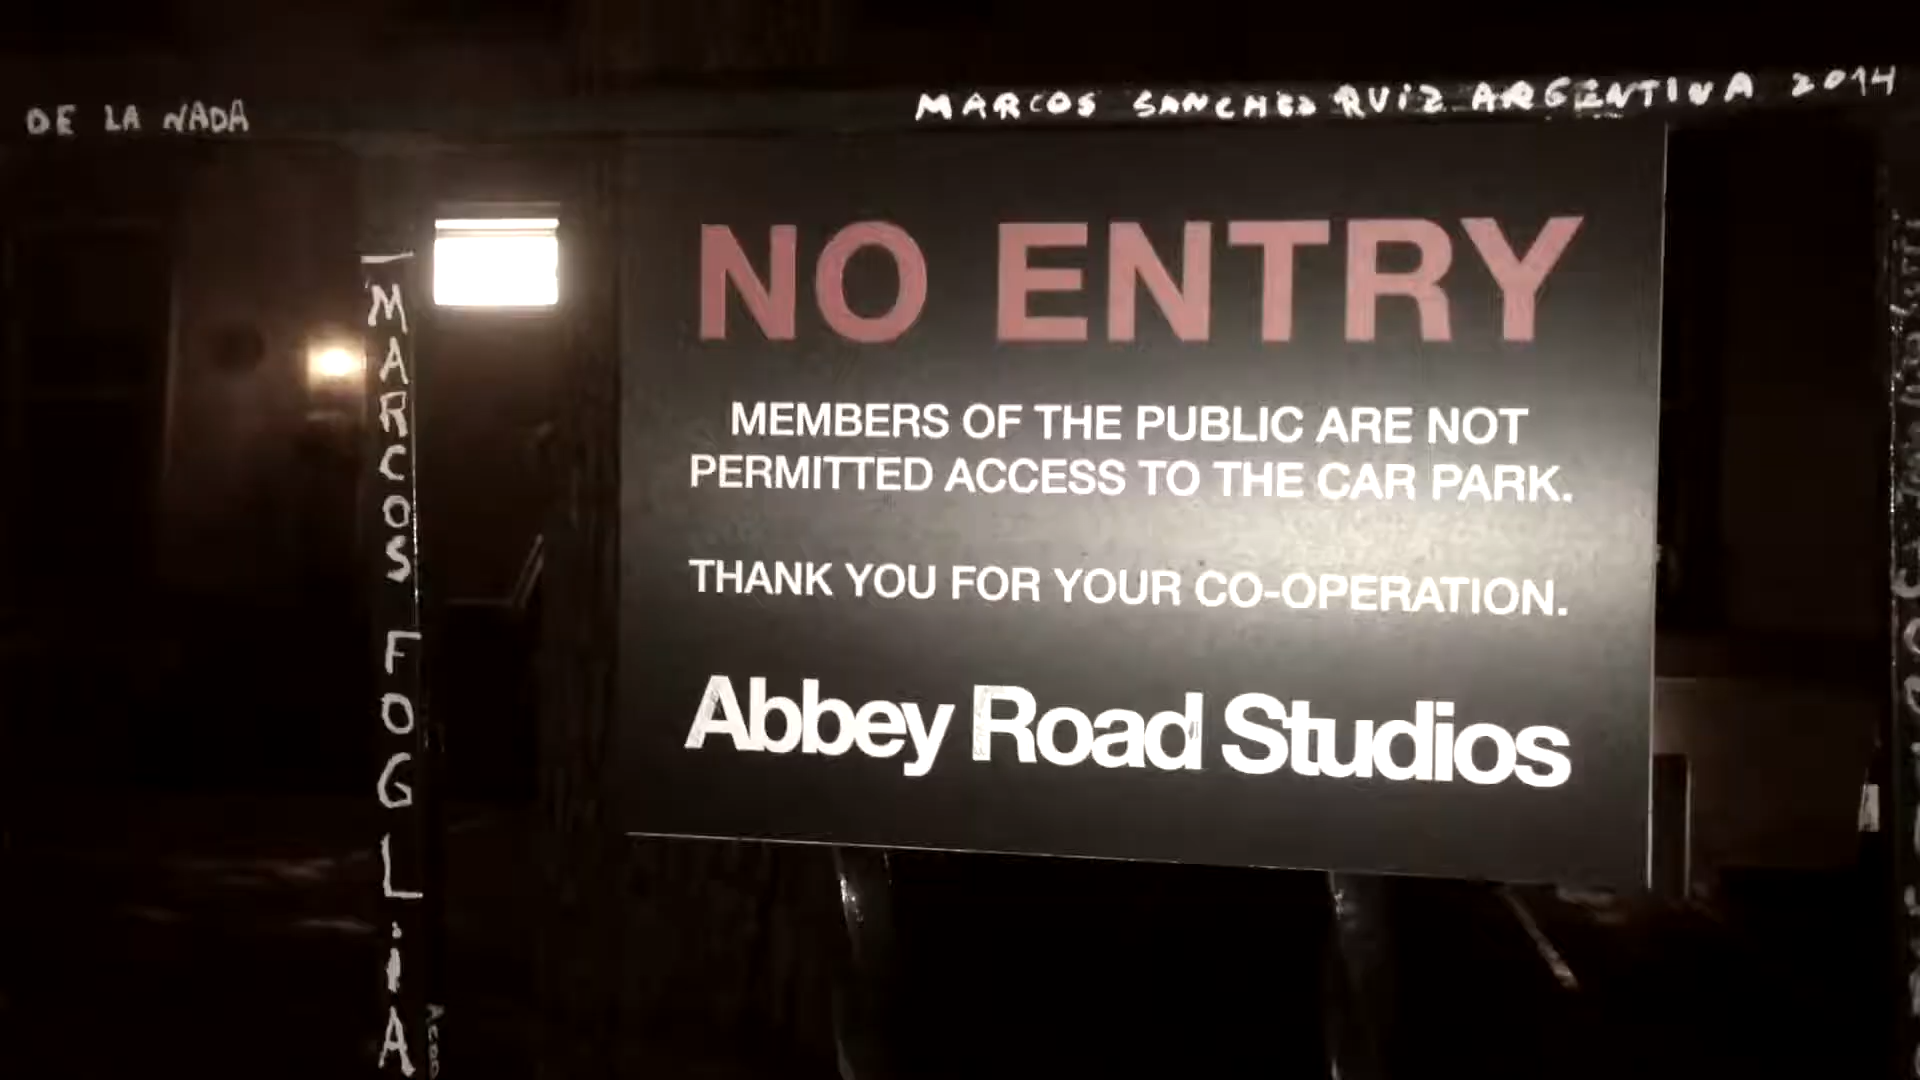 DE LA NADA
MARCOS SANCHEZ RUIZ ARGENTINA 2014
MARCOS FOGLiA
NO ENTRY
MEMBERS OF THE PUBLIC ARE NOT
PERMITTED ACCESS TO THE CAR PARK.
THANK YOU FOR YOUR CO-OPERATION.
Abbey Road Studios